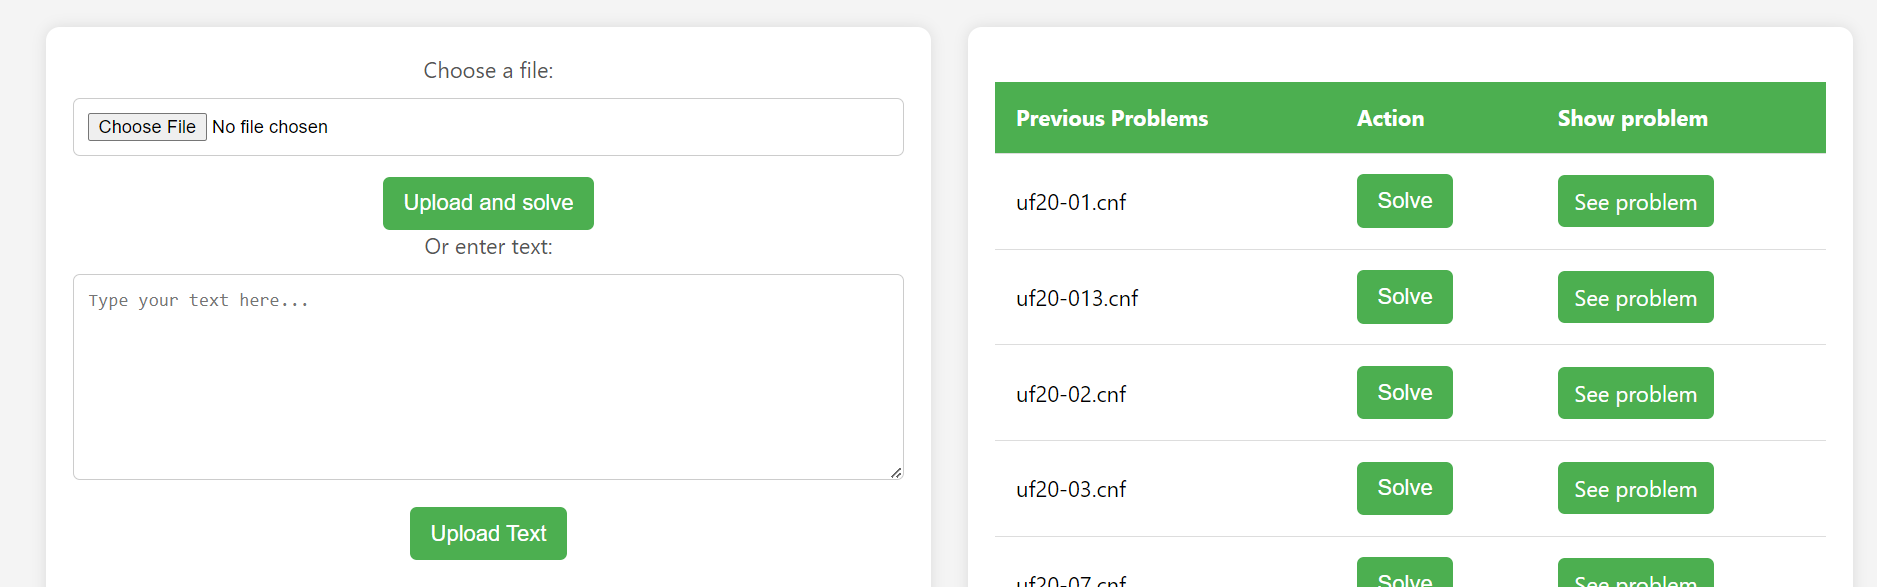 Choose a file:
Choose File No file chosen
Upload and solve
Or enter text:
Type your text here...
Upload Text
Previous Problems Action Show problem
uf20-01.cnf Solve See problem
uf20-013.cnf Solve See problem
uf20-02.cnf Solve See problem
uf20-03.cnf Solve See problem
uf20-07.cnf Solve See problem